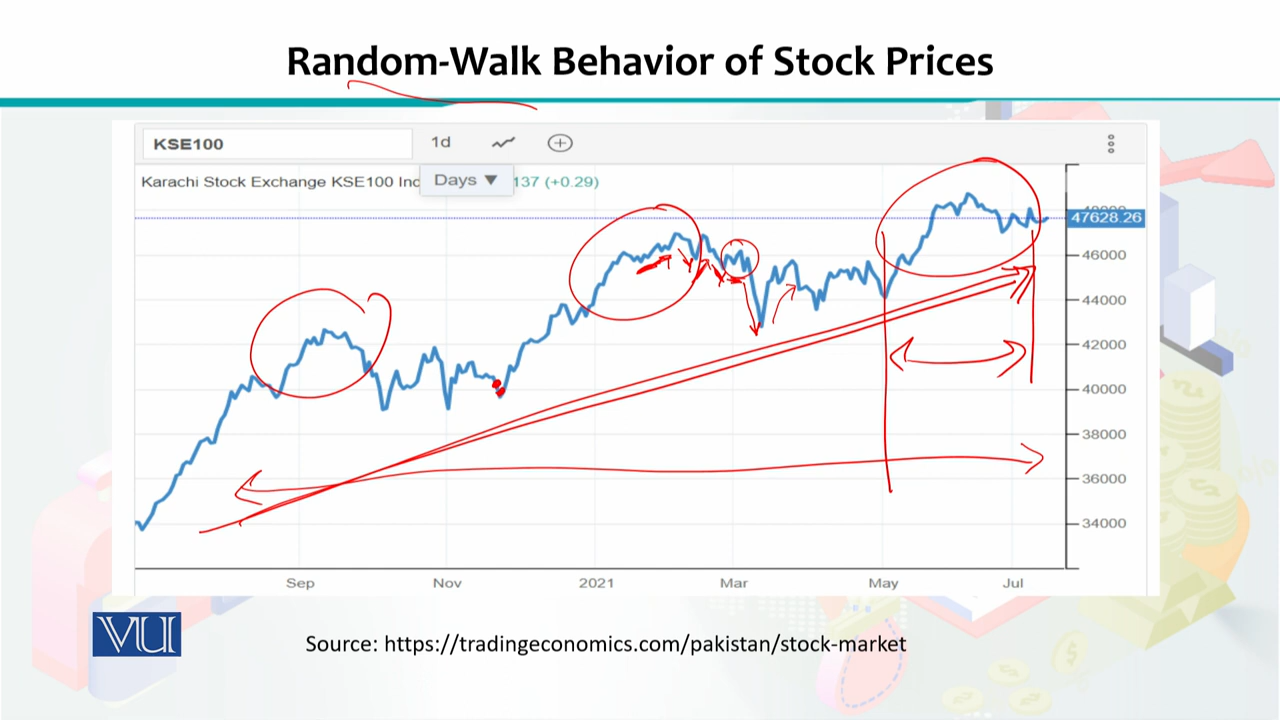 Random-Walk Behavior of Stock Prices
KSE100
1d
Karachi Stock Exchange KSE100 Inc
Days ▼
137 (+0.29)
47628.26
46000
44000
42000
40000
38000
36000
34000
Sep
Nov
2021
Mar
May
Jul
VU
Source: https://tradingeconomics.com/pakistan/stock-market